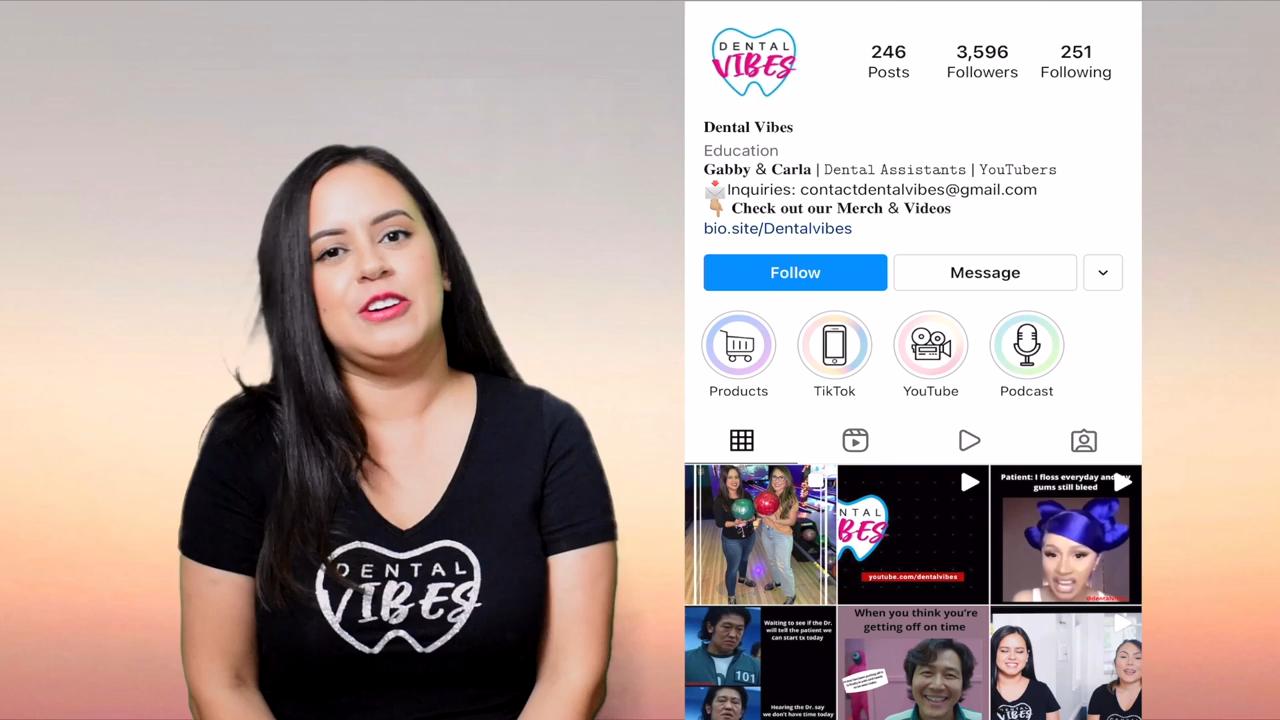 DENTAL
VIBES
DENTAL
VIBES
246
Posts
3,596
Followers
251
Following
Dental Vibes
Education
Gabby & Carla | Dental Assistants | YouTubers
Inquiries: contactdentalvibes@gmail.com
Check out our Merch & Videos
bio.site/Dentalvibes
Follow
Message
Products
TikTok
YouTube
Podcast
NTAL
IBES
youtube.com/dentalvibes
Patient: I floss everyday and
gums still bleed
Waiting to see if the Dr.
will tell the patient we
can start tx today
101
Hearing the Dr. say
we don't have time today
When you think you're
getting off on time
DENTAL
VIBES